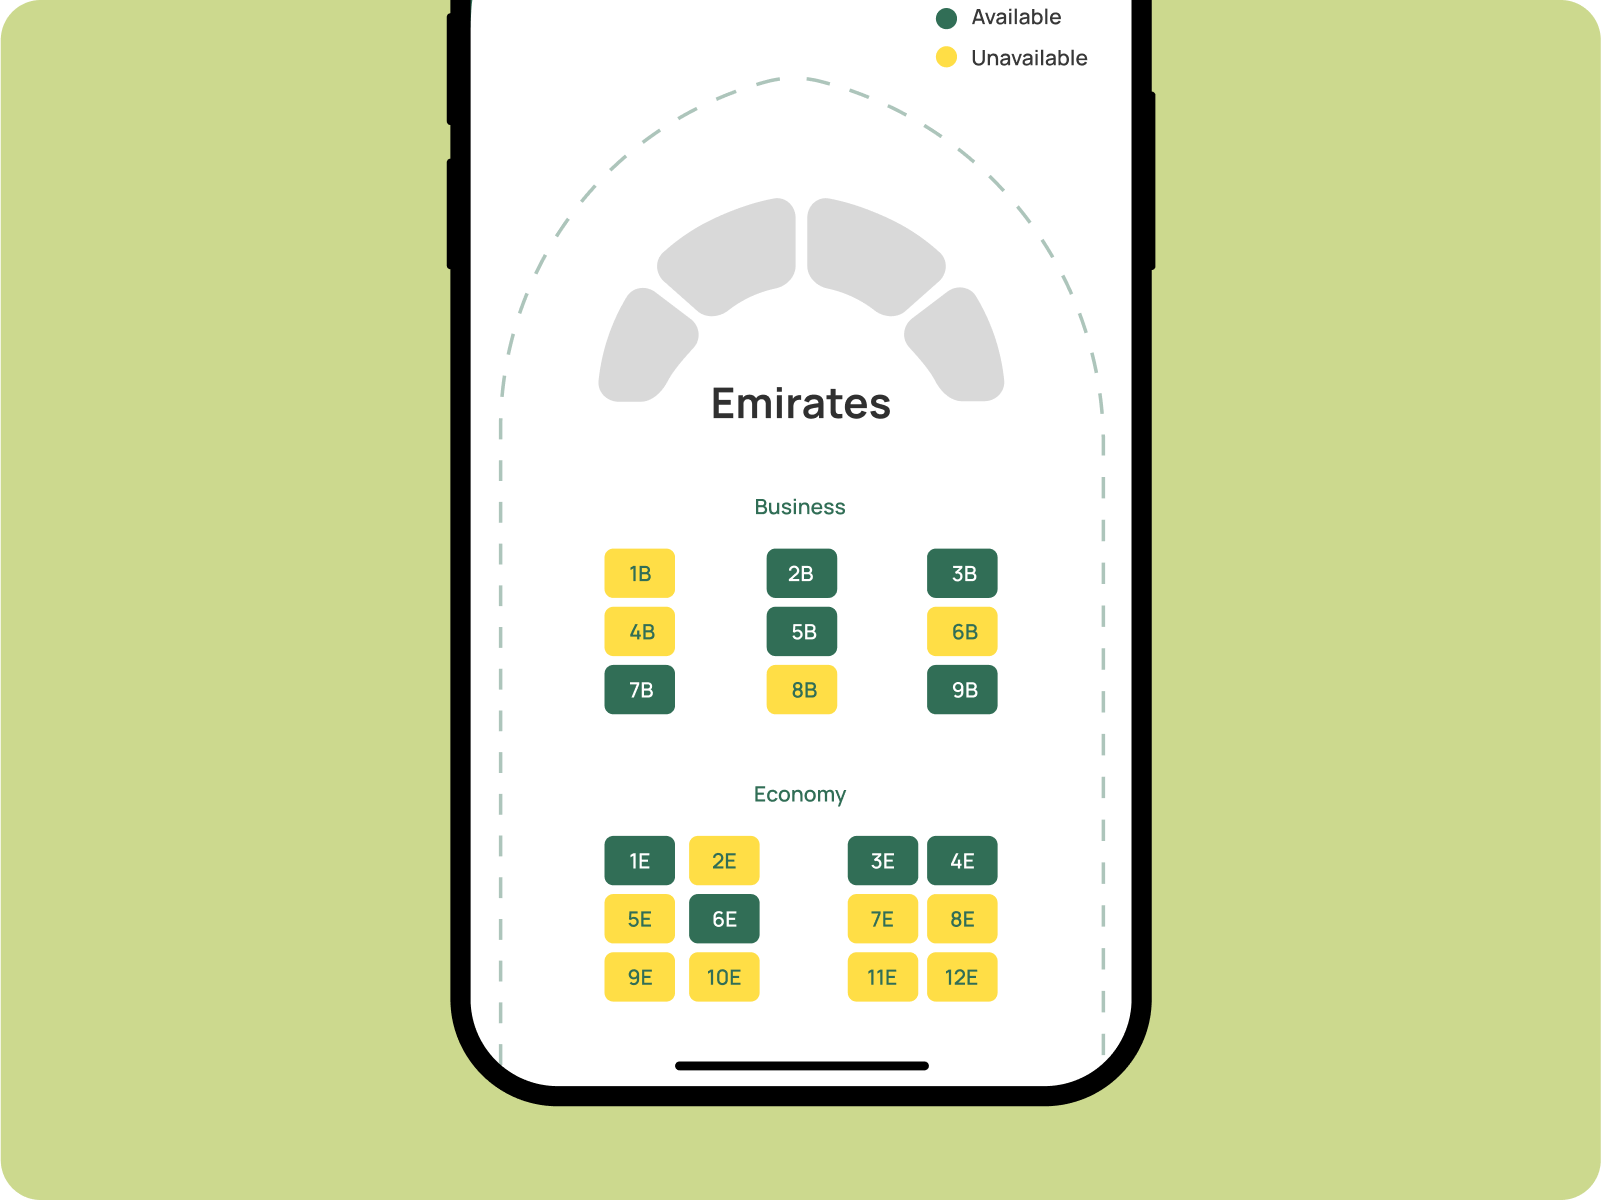 Available
Unavailable
Emirates
Business
1B 2B 3B
4B 5B 6B
7B 8B 9B
Economy
1E 2E 3E 4E
5E 6E 7E 8E
9E 10E 11E 12E